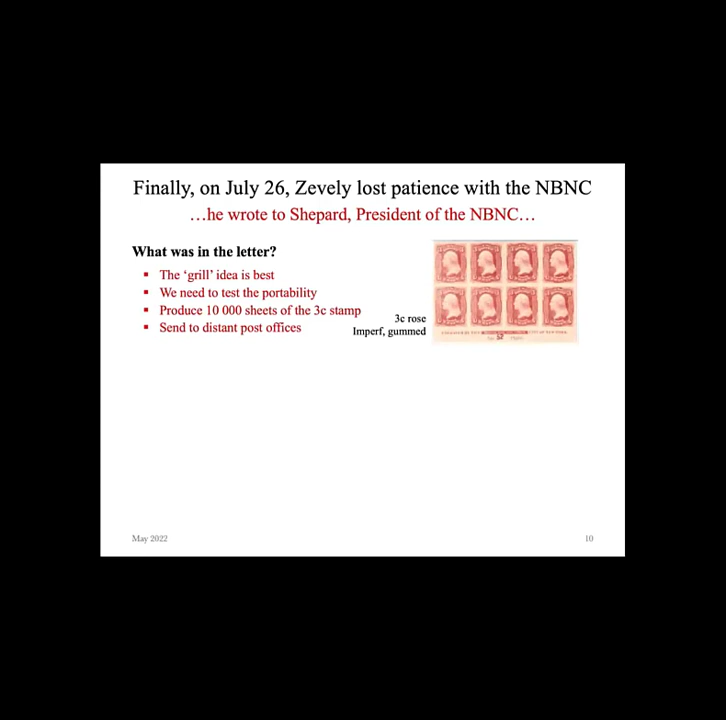 Finally, on July 26, Zevely lost patience with the NBNC
…he wrote to Shepard, President of the NBNC…
What was in the letter?
▪ The ‘grill’ idea is best
▪ We need to test the portability
▪ Produce 10 000 sheets of the 3c stamp
▪ Send to distant post offices
3c rose
Imperf, gummed
May 2022
10